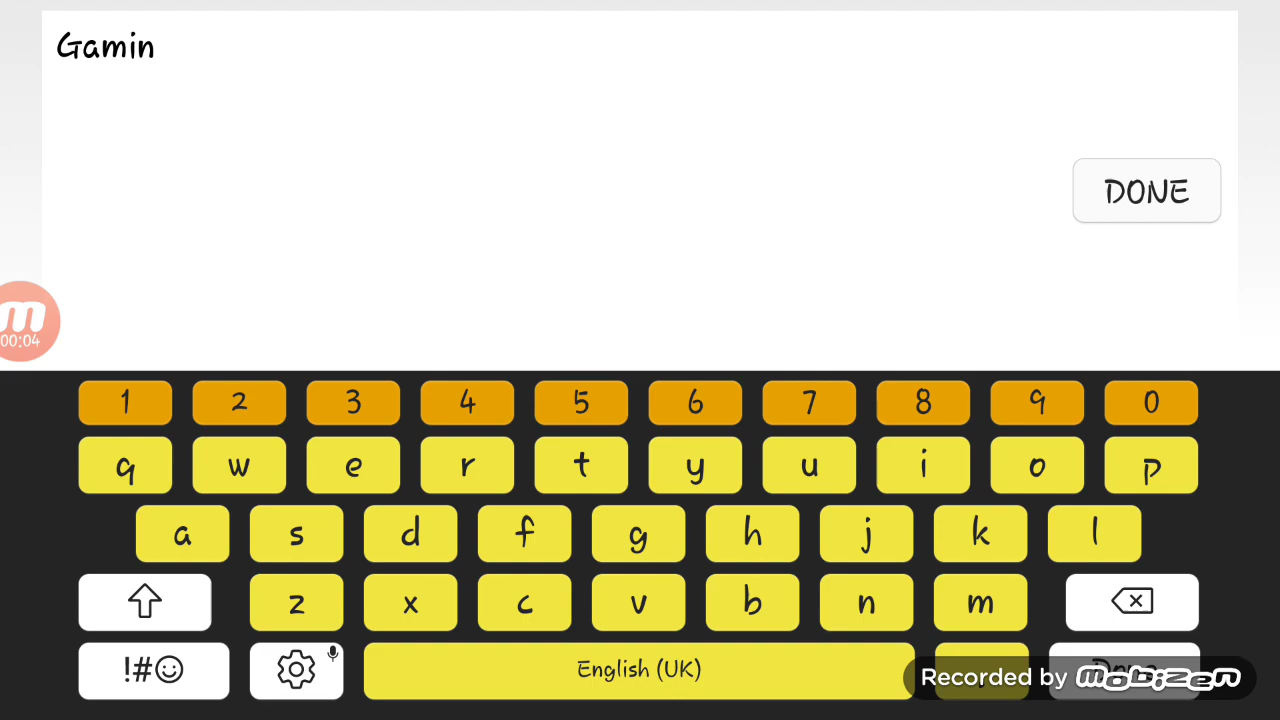 Gamin
DONE
m
00:04
1 2 3 4 5 6 7 8 9 0
q w e r t y u i o p
a s d f g h j k l
z x c v b n m
!#☺ English (UK) Done
Recorded by MOBIZEN